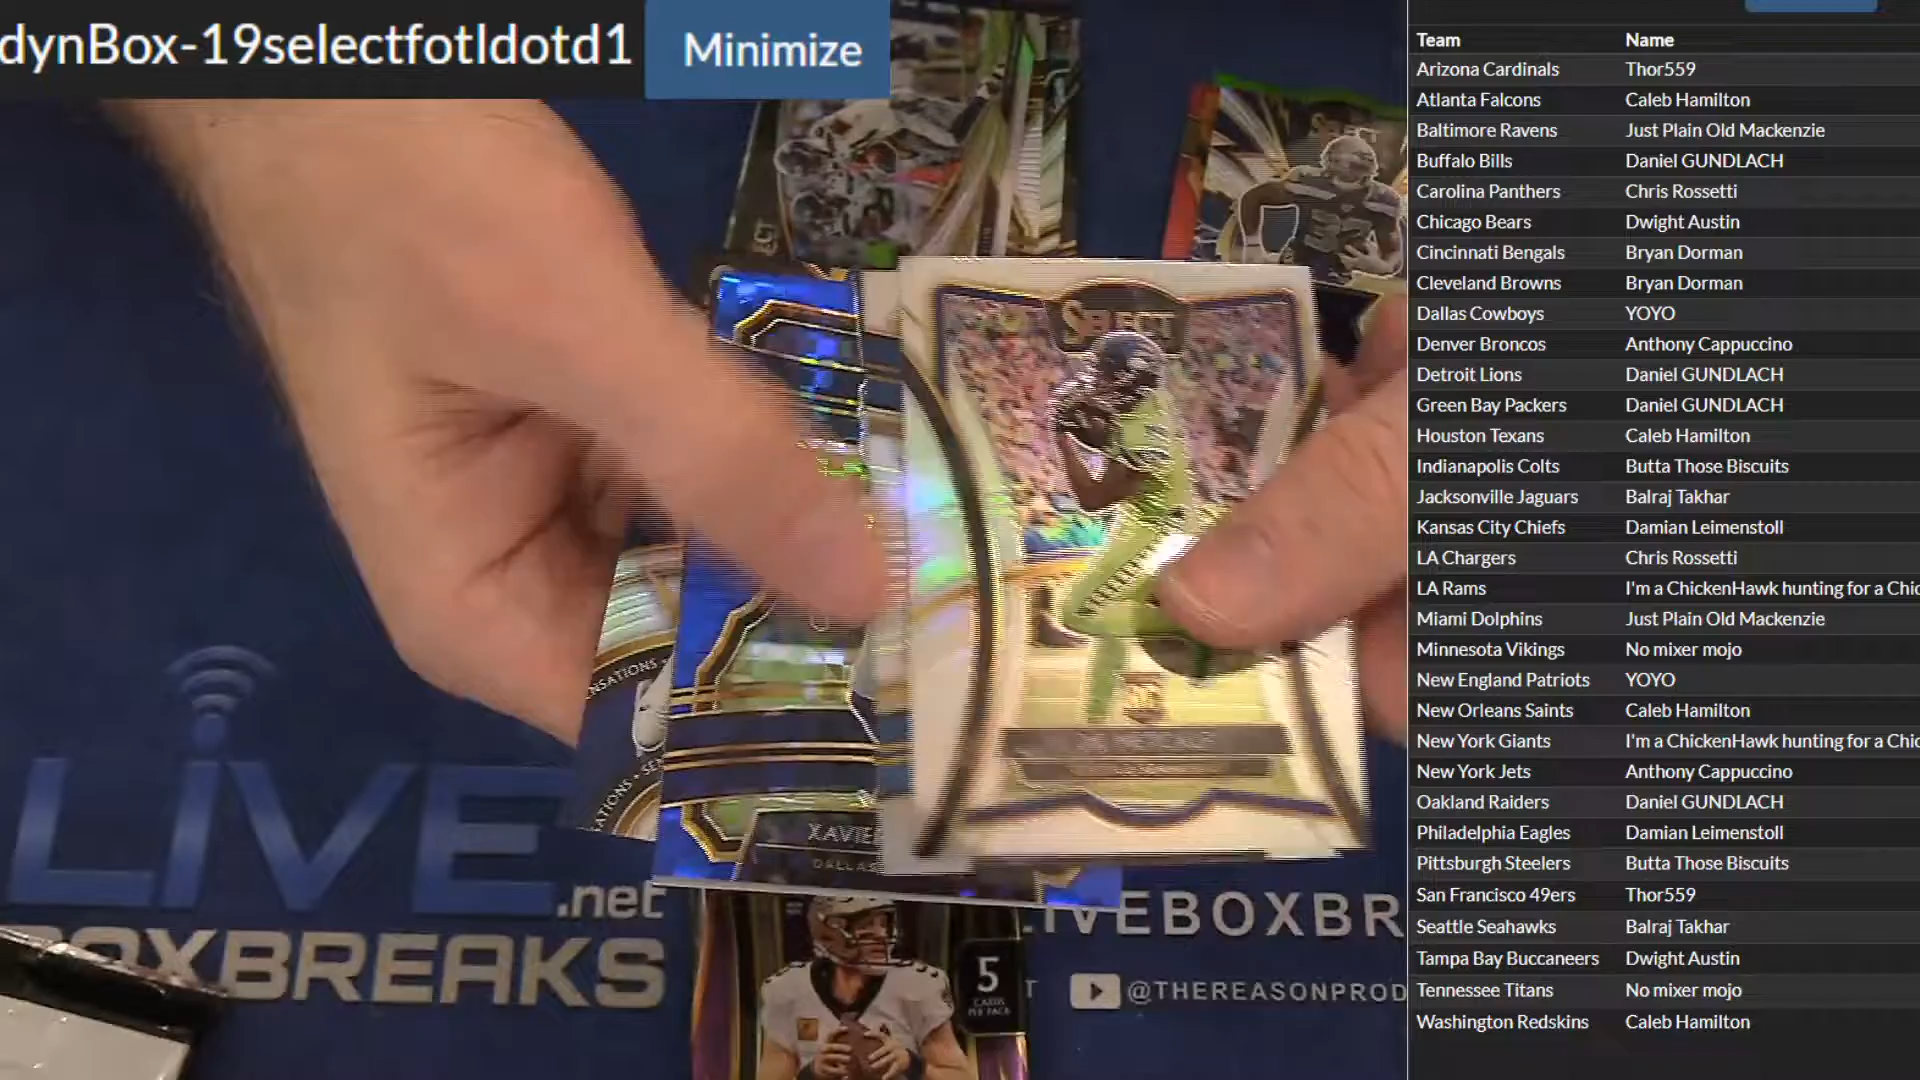 dynBox-19selectfotldotd1 Minimize
Team Name
Arizona Cardinals Thor559
Atlanta Falcons Caleb Hamilton
Baltimore Ravens Just Plain Old Mackenzie
Buffalo Bills Daniel GUNDLACH
Carolina Panthers Chris Rossetti
Chicago Bears Dwight Austin
Cincinnati Bengals Bryan Dorman
Cleveland Browns Bryan Dorman
Dallas Cowboys YOYO
Denver Broncos Anthony Cappuccino
Detroit Lions Daniel GUNDLACH
Green Bay Packers Daniel GUNDLACH
Houston Texans Caleb Hamilton
Indianapolis Colts Butta Those Biscuits
Jacksonville Jaguars Balraj Takhar
Kansas City Chiefs Damian Leimenstoll
LA Chargers Chris Rossetti
LA Rams I'm a ChickenHawk hunting for a Chic
Miami Dolphins Just Plain Old Mackenzie
Minnesota Vikings No mixer mojo
New England Patriots YOYO
New Orleans Saints Caleb Hamilton
New York Giants I'm a ChickenHawk hunting for a Chic
New York Jets Anthony Cappuccino
Oakland Raiders Daniel GUNDLACH
Philadelphia Eagles Damian Leimenstoll
Pittsburgh Steelers Butta Those Biscuits
San Francisco 49ers Thor559
Seattle Seahawks Balraj Takhar
Tampa Bay Buccaneers Dwight Austin
Tennessee Titans No mixer mojo
Washington Redskins Caleb Hamilton
SELECT
XAVIE
DALLAS
LIVE
.net
BOXBREAKS
IVEBOXBR
@THEREASONPROD
5
CARDS
PER PACK